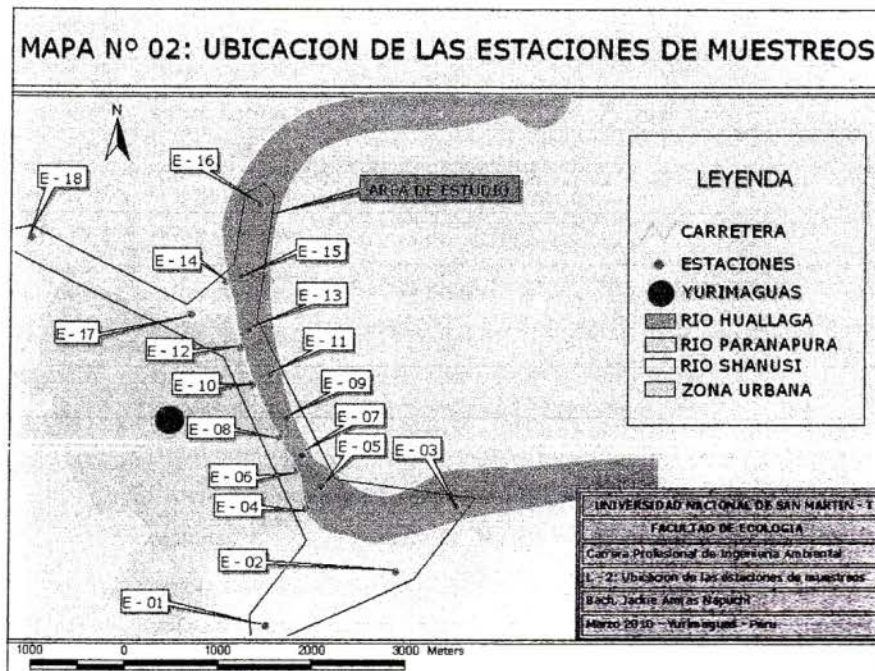 MAPA Nº 02: UBICACION DE LAS ESTACIONES DE MUESTREOS
N
E - 16
E - 18
AREA DE ESTUDIO
E - 14
E - 15
E - 13
E - 17
E - 12
E - 11
E - 10
E - 09
E - 08
E - 07
E - 05
E - 03
E - 06
E - 04
E - 02
E - 01
LEYENDA
CARRETERA
ESTACIONES
YURIMAGUAS
RIO HUALLAGA
RIO PARANAPURA
RIO SHANUSI
ZONA URBANA
UNIVERSIDAD NACIONAL DE SAN MARTIN - T
FACULTAD DE ECOLOGIA
Carrera Profesional de Ingenieria Ambiental
L - 2: Ubicacion de las estaciones de muestreos
Bach. Jackie Ñapuchi
Marzo 2010 - Yurimaguas - Peru
1000 0 1000 2000 3000 Meters